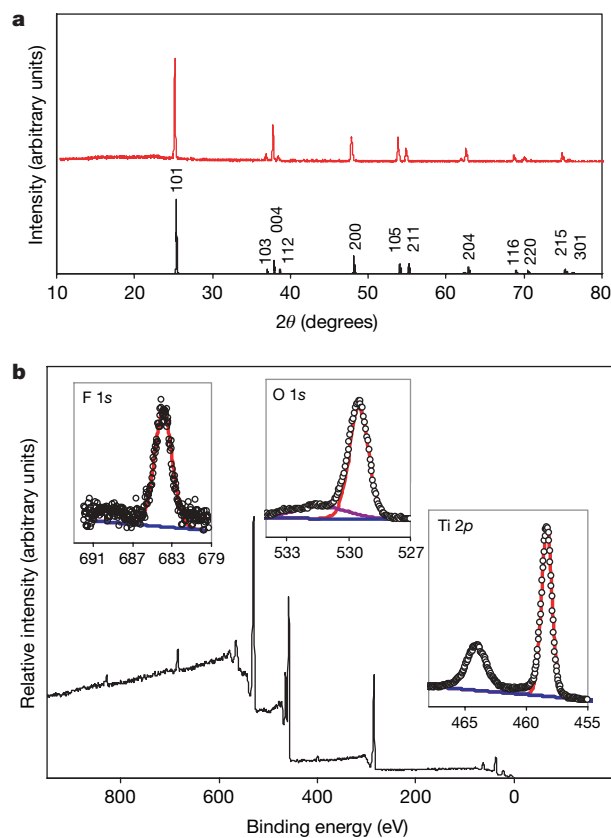 a
Intensity (arbitrary units)
101
103
004
112
200
105
211
204
116
220
215
301
10 20 30 40 50 60 70 80
2θ (degrees)
b
Relative intensity (arbitrary units)
F 1s
691 687 683 679
O 1s
533 530 527
Ti 2p
465 460 455
800 600 400 200 0
Binding energy (eV)